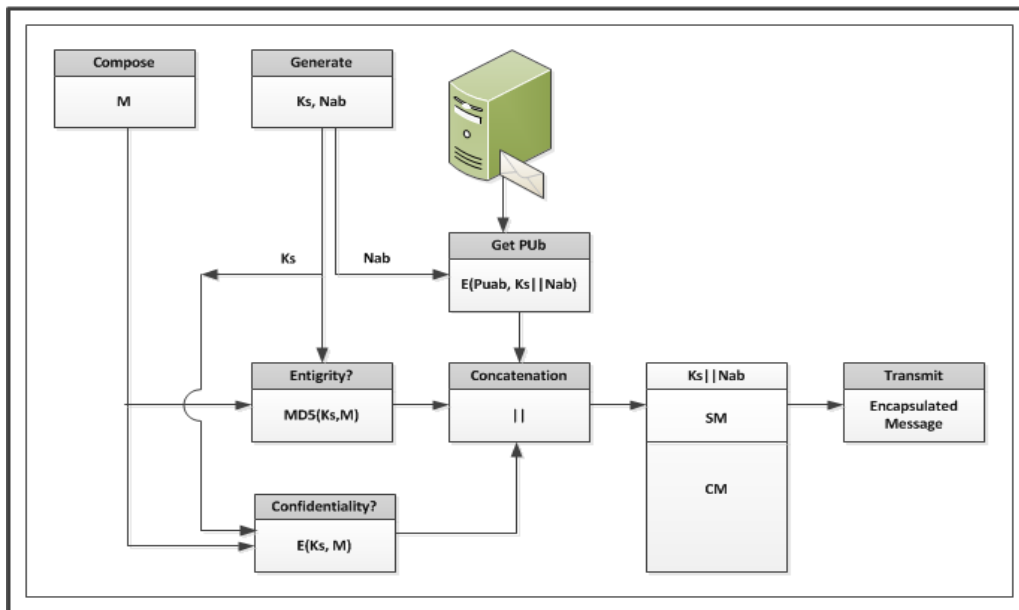 Compose
M
Generate
Ks, Nab
Get PUb
E(Puab, Ks||Nab)
Ks
Nab
Entigrity?
MD5(Ks,M)
Concatenation
||
Ks||Nab
SM
CM
Transmit
Encapsulated
Message
Confidentiality?
E(Ks, M)